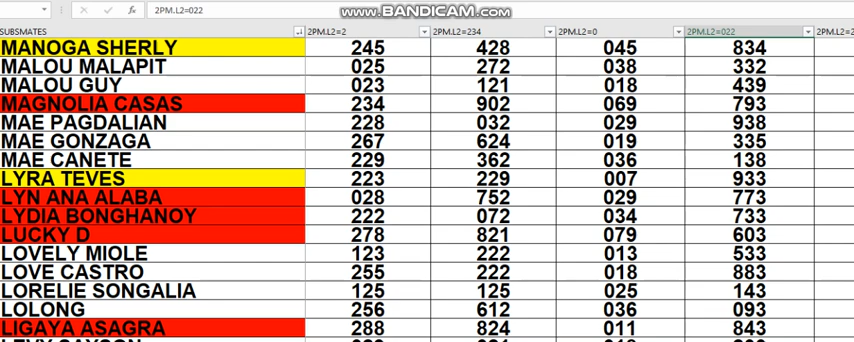 www.BANDICAM.com
2PM.L2=022
SUBSMATES 2PM.L2=2 2PM.L2=234 2PM.L2=0 2PM.L2=022 2PM.L2=2
MANOGA SHERLY 245 428 045 834
MALOU MALAPIT 025 272 038 332
MALOU GUY 023 121 018 439
MAGNOLIA CASAS 234 902 069 793
MAE PAGDALIAN 228 032 029 938
MAE GONZAGA 267 624 019 335
MAE CANETE 229 362 036 138
LYRA TEVES 223 229 007 933
LYN ANA ALABA 028 752 029 773
LYDIA BONGHANOY 222 072 034 733
LUCKY D 278 821 079 603
LOVELY MIOLE 123 222 013 533
LOVE CASTRO 255 222 018 883
LORELIE SONGALIA 125 125 025 143
LOLONG 256 612 036 093
LIGAYA ASAGRA 288 824 011 843